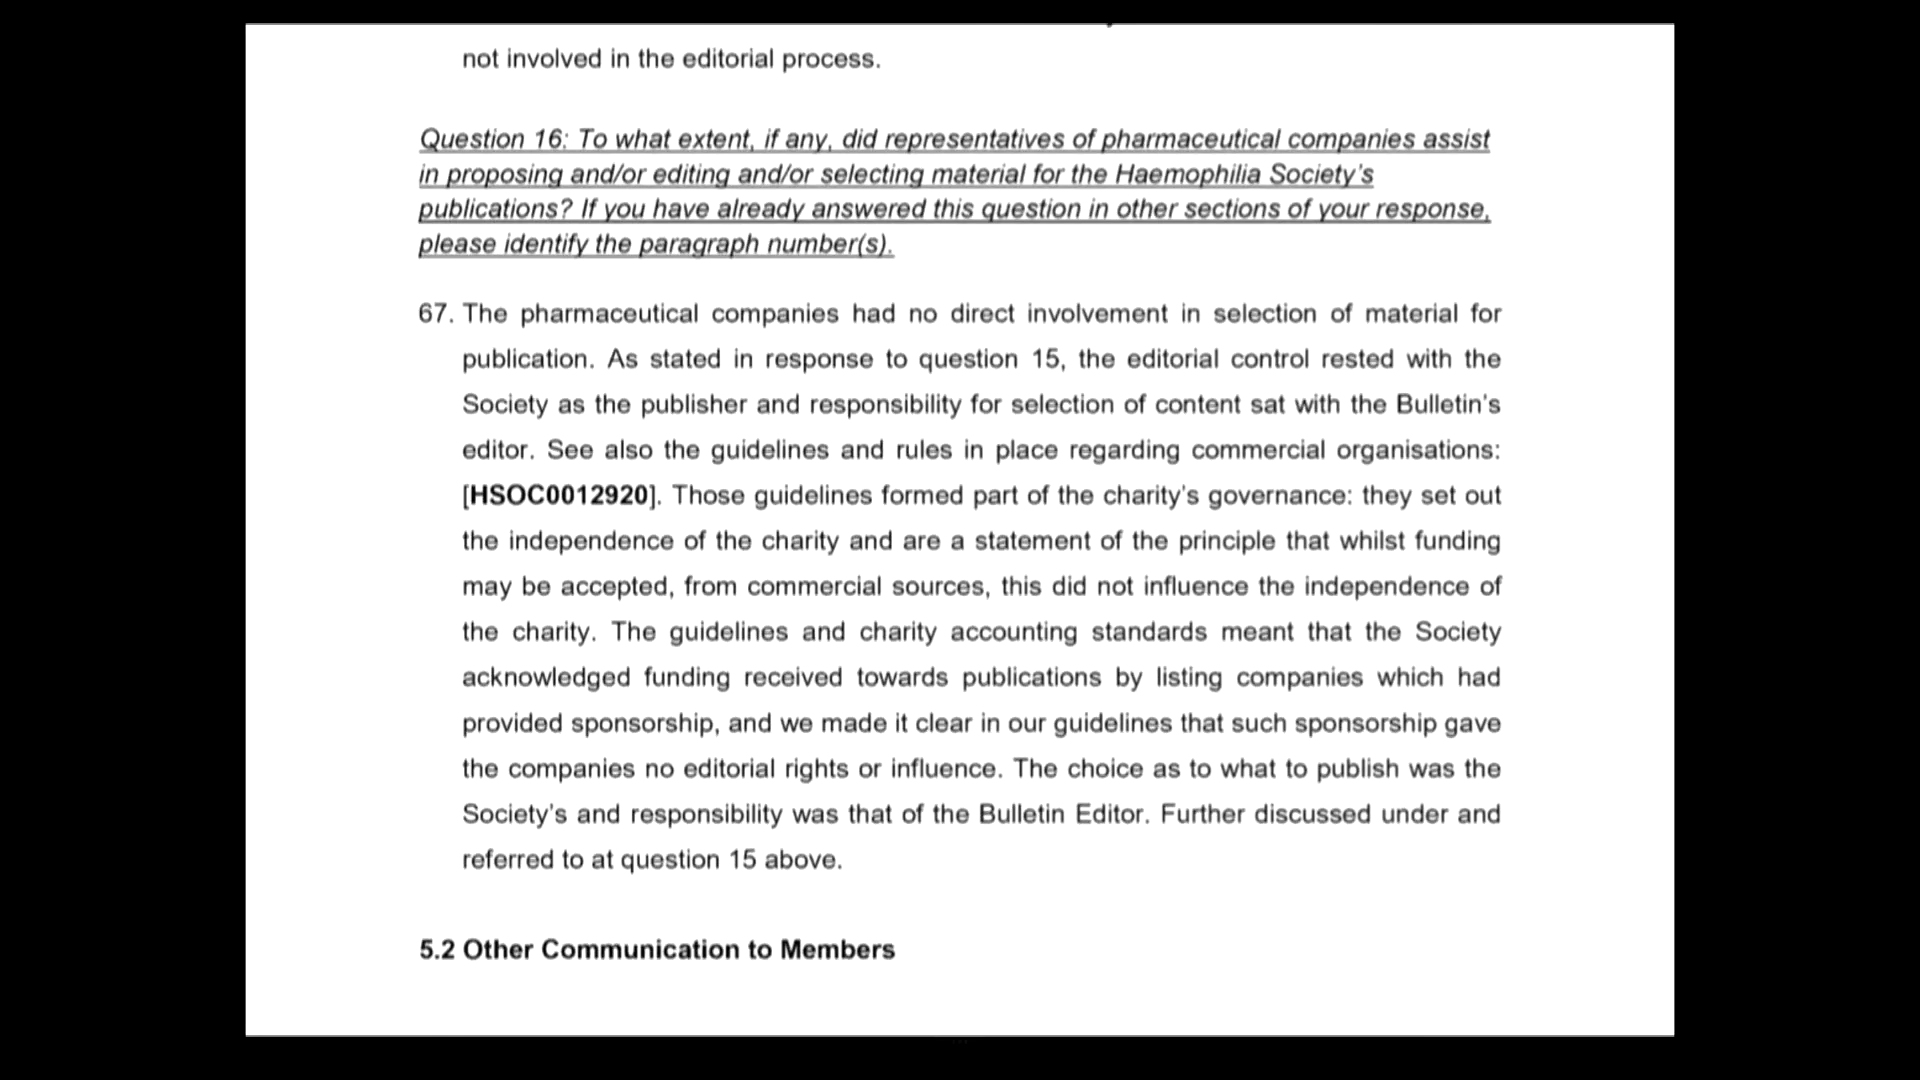 not involved in the editorial process.
Question 16: To what extent, if any, did representatives of pharmaceutical companies assist
in proposing and/or editing and/or selecting material for the Haemophilia Society's
publications? If you have already answered this question in other sections of your response,
please identify the paragraph number(s).
67. The pharmaceutical companies had no direct involvement in selection of material for
publication. As stated in response to question 15, the editorial control rested with the
Society as the publisher and responsibility for selection of content sat with the Bulletin's
editor. See also the guidelines and rules in place regarding commercial organisations:
[HSOC0012920]. Those guidelines formed part of the charity's governance: they set out
the independence of the charity and are a statement of the principle that whilst funding
may be accepted, from commercial sources, this did not influence the independence of
the charity. The guidelines and charity accounting standards meant that the Society
acknowledged funding received towards publications by listing companies which had
provided sponsorship, and we made it clear in our guidelines that such sponsorship gave
the companies no editorial rights or influence. The choice as to what to publish was the
Society's and responsibility was that of the Bulletin Editor. Further discussed under and
referred to at question 15 above.
5.2 Other Communication to Members